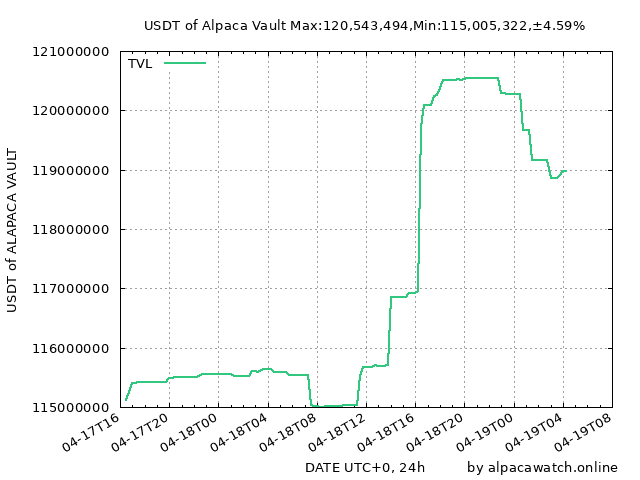 USDT of Alpaca Vault Max:120,543,494,Min:115,005,322,±4.59%
TVL
121000000
120000000
119000000
118000000
117000000
116000000
115000000
USDT of ALAPACA VAULT
04-17T16
04-17T20
04-18T00
04-18T04
04-18T08
04-18T12
04-18T16
04-18T20
04-19T00
04-19T04
04-19T08
DATE UTC+0, 24h
by alpacawatch.online